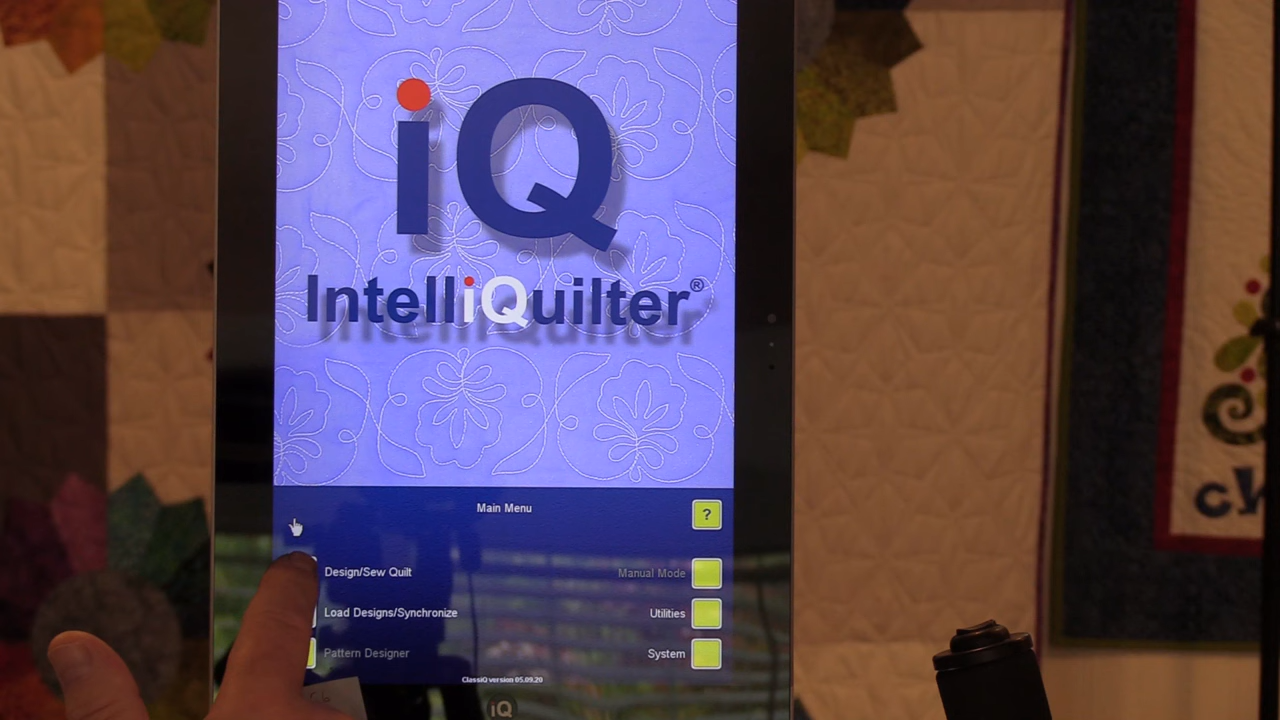 iQ
IntelliQuilter®
Main Menu
?
Design/Sew Quilt
Manual Mode
Load Designs/Synchronize
Utilities
Pattern Designer
System
ClassiQ version 05.09.20
iQ